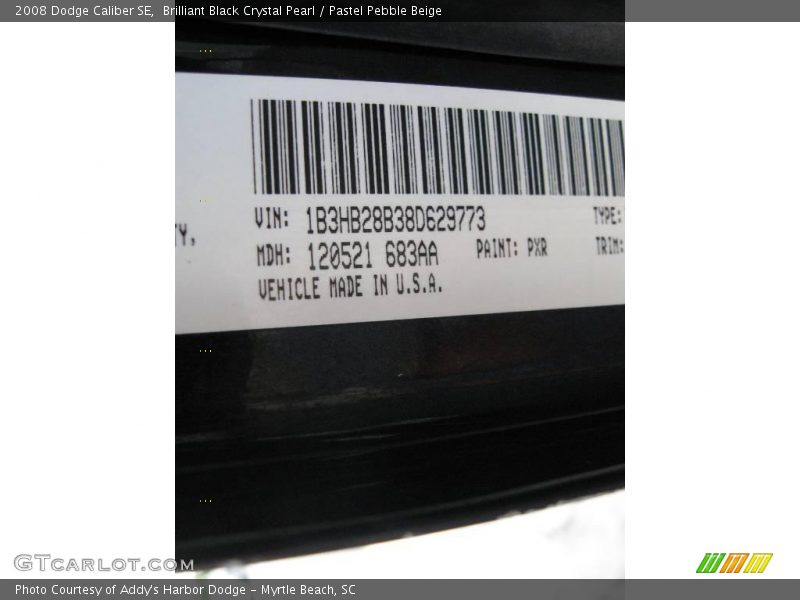 2008 Dodge Caliber SE,  Brilliant Black Crystal Pearl / Pastel Pebble Beige
TY,
VIN: 1B3HB28B38D629773
TYPE:
MDH: 120521 683AA
PAINT: PXR
TRIM:
VEHICLE MADE IN U.S.A.
GTCARLOT.COM
Photo Courtesy of Addy's Harbor Dodge - Myrtle Beach, SC